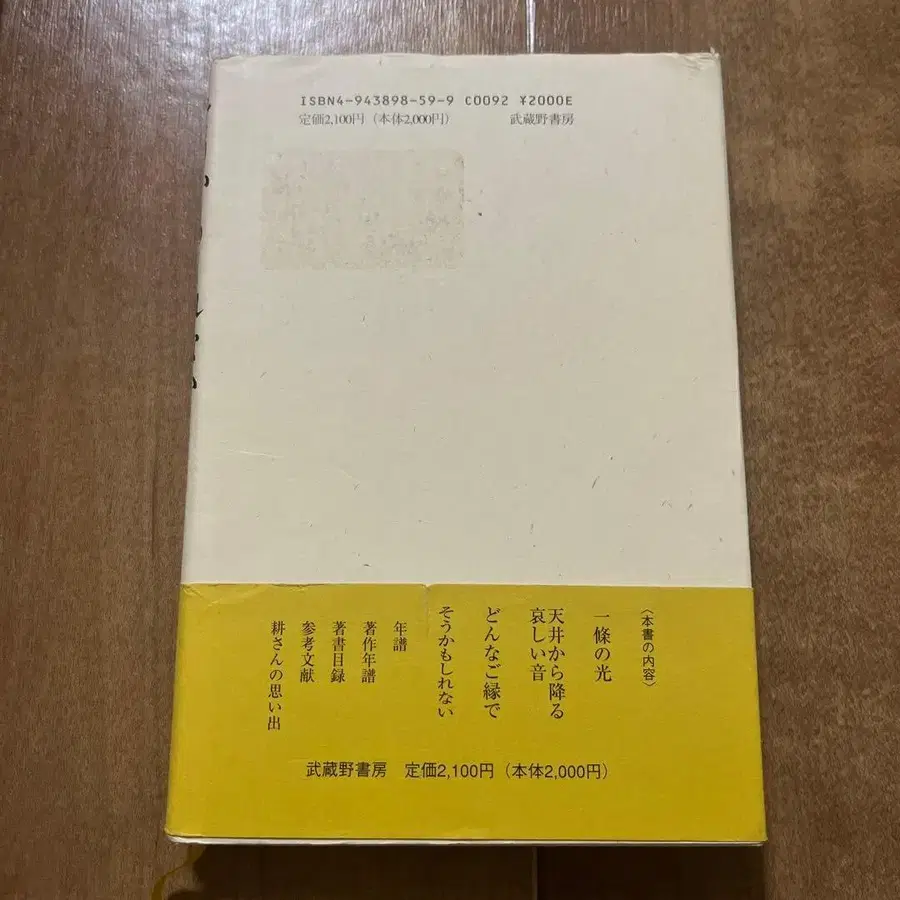 ISBN4-943898-59-9 C0092 ¥2000E
定価2,100円（本体2,000円）　武蔵野書房
〈本書の内容〉
一條の光
天井から降る
哀しい音
どんなご縁で
そうかもしれない
年譜
著作年譜
著書目録
参考文献
耕さんの思い出
武蔵野書房　定価2,100円（本体2,000円）